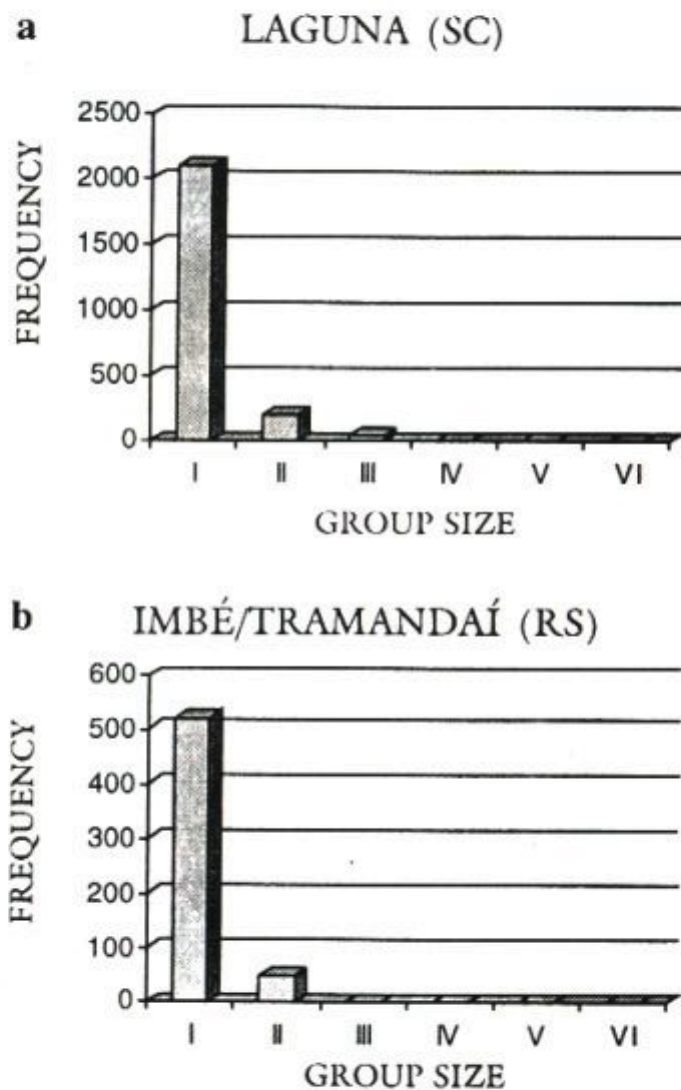 a
LAGUNA (SC)
FREQUENCY
2500
2000
1500
1000
500
0
I II III IV V VI
GROUP SIZE
b
IMBÉ/TRAMANDAÍ (RS)
FREQUENCY
600
500
400
300
200
100
0
I II III IV V VI
GROUP SIZE